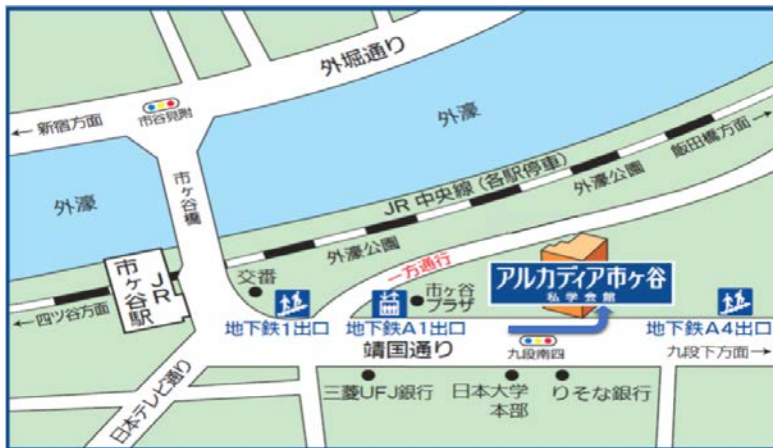 外堀通り
市谷見附
←新宿方面
外濠
飯田橋方面→
市ヶ谷橋
JR 中央線(各駅停車)
外濠公園
外濠
外濠公園
一方通行
JR
市ヶ谷駅
交番
市ヶ谷
プラザ
アルカディア市ヶ谷
私学会館
←四ツ谷方面
地下鉄1出口
地下鉄A1出口
地下鉄A4出口
靖国通り
九段南四
九段下方面→
日本テレビ通り
三菱UFJ銀行
日本大学
本部
りそな銀行